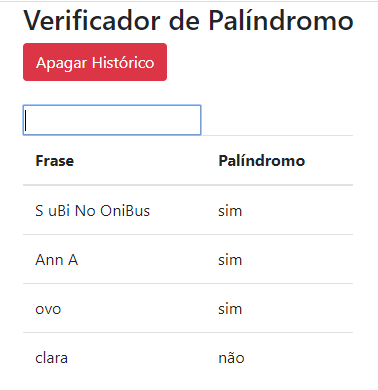 Verificador de Palíndromo
Apagar Histórico
Frase Palíndromo
S uBi No OniBus sim
Ann A sim
ovo sim
clara não